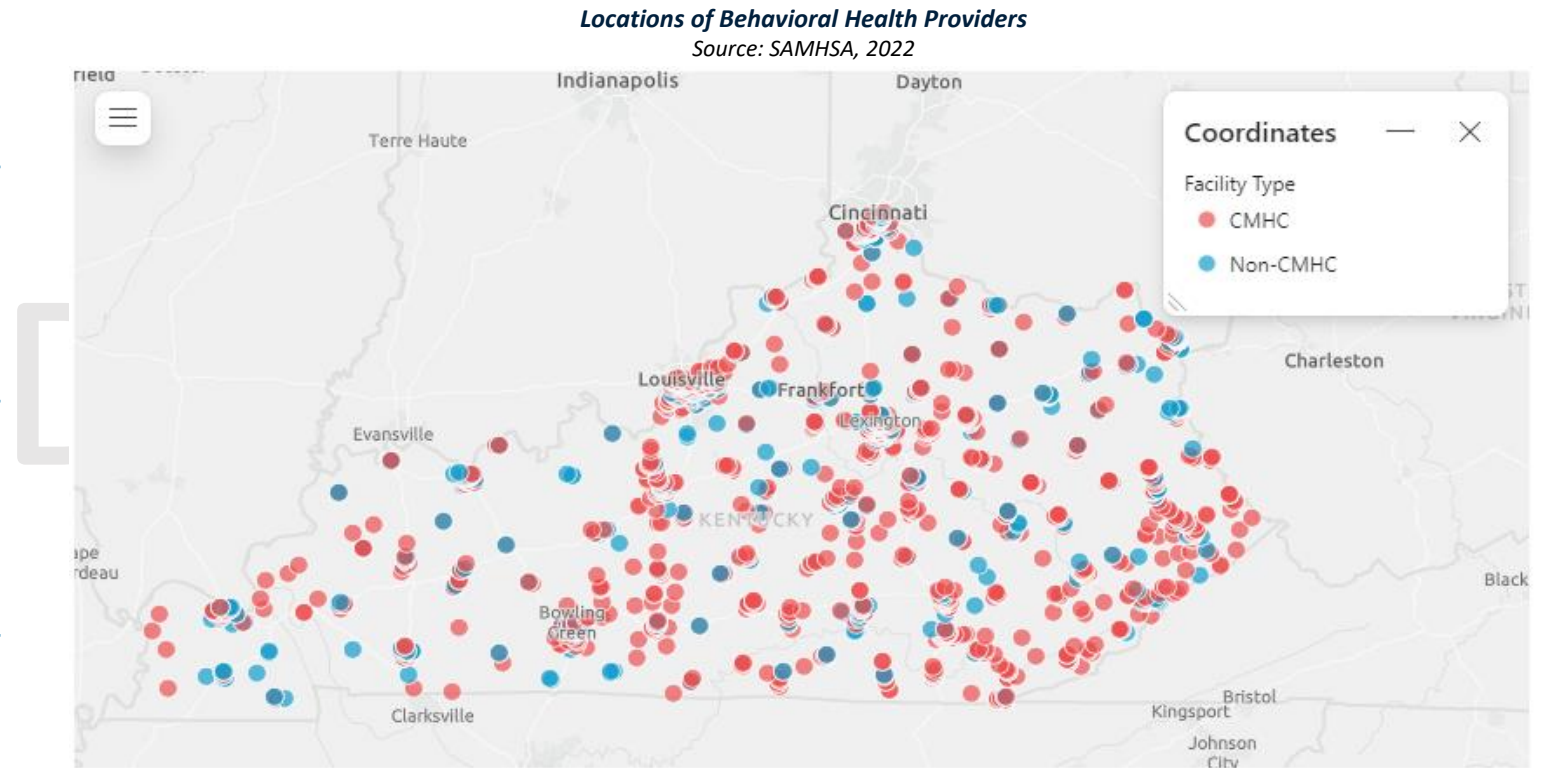 Locations of Behavioral Health Providers
Source: SAMHSA, 2022
Indianapolis
Dayton
Terre Haute
Coordinates
Facility Type
CMHC
Non-CMHC
Cincinnati
Charleston
Louisville
Frankfort
Lexington
Evansville
KENTUCKY
Bowling
Green
Black
Clarksville
Bristol
Kingsport
Johnson
City